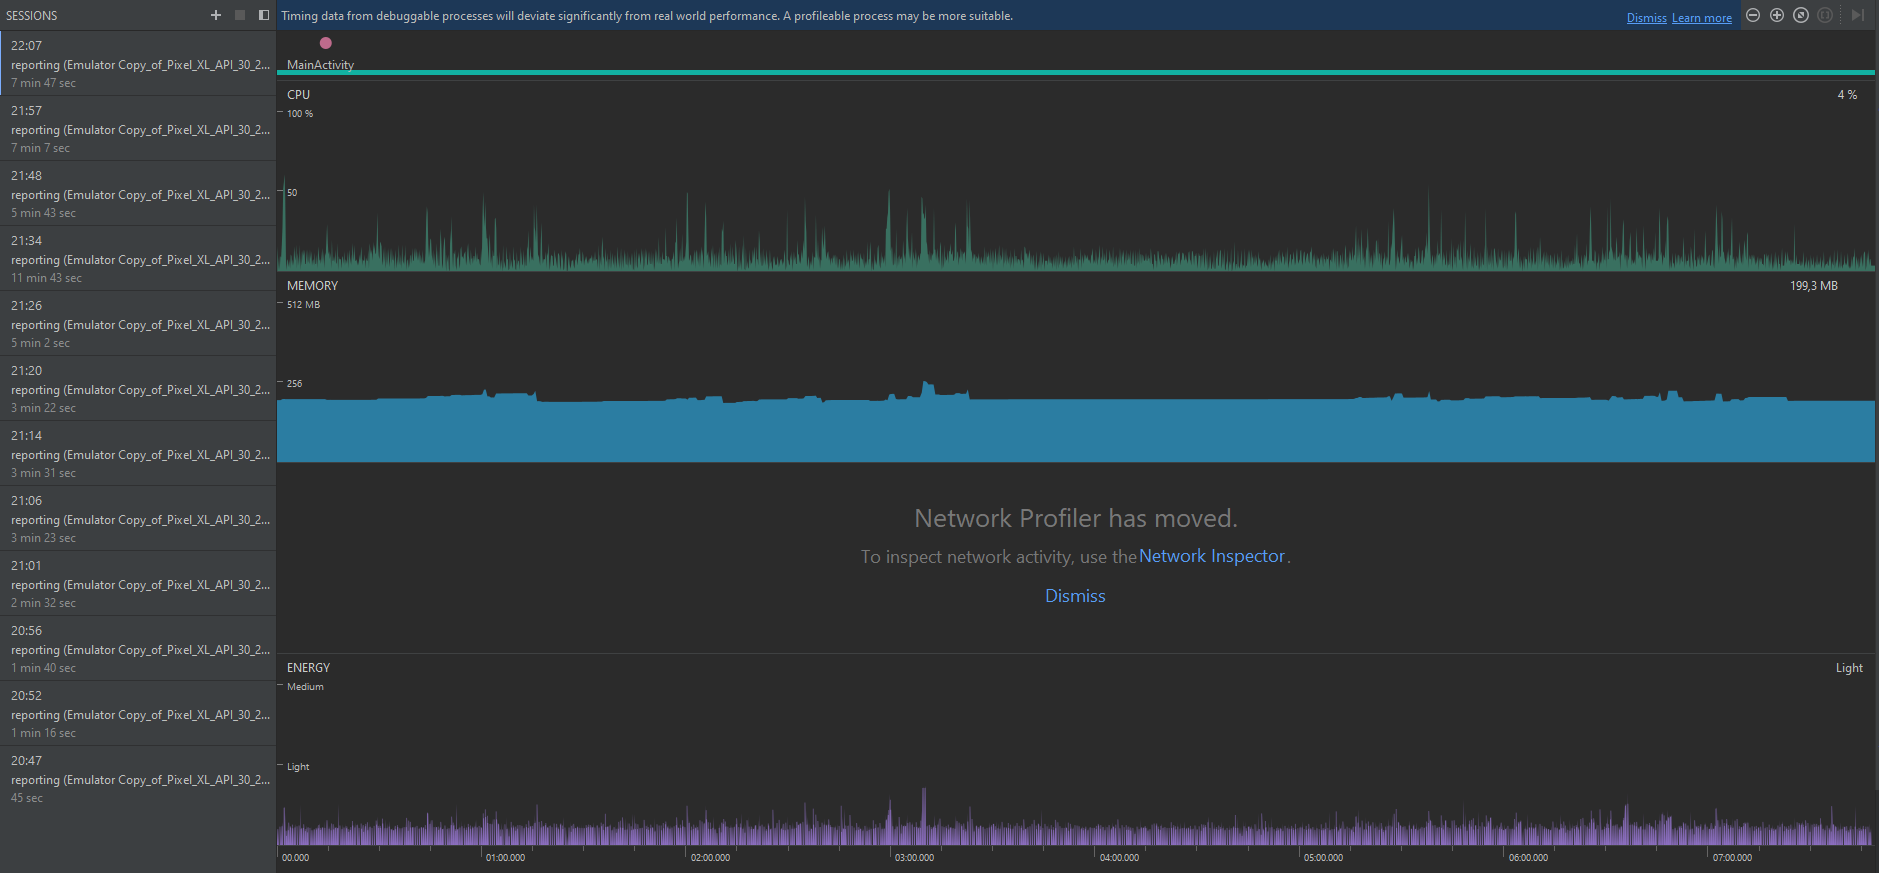 SESSIONS
Timing data from debuggable processes will deviate significantly from real world performance. A profileable process may be more suitable.
Dismiss Learn more
22:07
reporting (Emulator Copy_of_Pixel_XL_API_30_2...
7 min 47 sec
21:57
reporting (Emulator Copy_of_Pixel_XL_API_30_2...
7 min 7 sec
21:48
reporting (Emulator Copy_of_Pixel_XL_API_30_2...
5 min 43 sec
21:34
reporting (Emulator Copy_of_Pixel_XL_API_30_2...
11 min 43 sec
21:26
reporting (Emulator Copy_of_Pixel_XL_API_30_2...
5 min 2 sec
21:20
reporting (Emulator Copy_of_Pixel_XL_API_30_2...
3 min 22 sec
21:14
reporting (Emulator Copy_of_Pixel_XL_API_30_2...
3 min 31 sec
21:06
reporting (Emulator Copy_of_Pixel_XL_API_30_2...
3 min 23 sec
21:01
reporting (Emulator Copy_of_Pixel_XL_API_30_2...
2 min 32 sec
20:56
reporting (Emulator Copy_of_Pixel_XL_API_30_2...
1 min 40 sec
20:52
reporting (Emulator Copy_of_Pixel_XL_API_30_2...
1 min 16 sec
20:47
reporting (Emulator Copy_of_Pixel_XL_API_30_2...
45 sec
MainActivity
CPU
4 %
100 %
50
MEMORY
199,3 MB
512 MB
256
Network Profiler has moved.
To inspect network activity, use the Network Inspector.
Dismiss
ENERGY
Light
Medium
Light
00.000
01:00.000
02:00.000
03:00.000
04:00.000
05:00.000
06:00.000
07:00.000